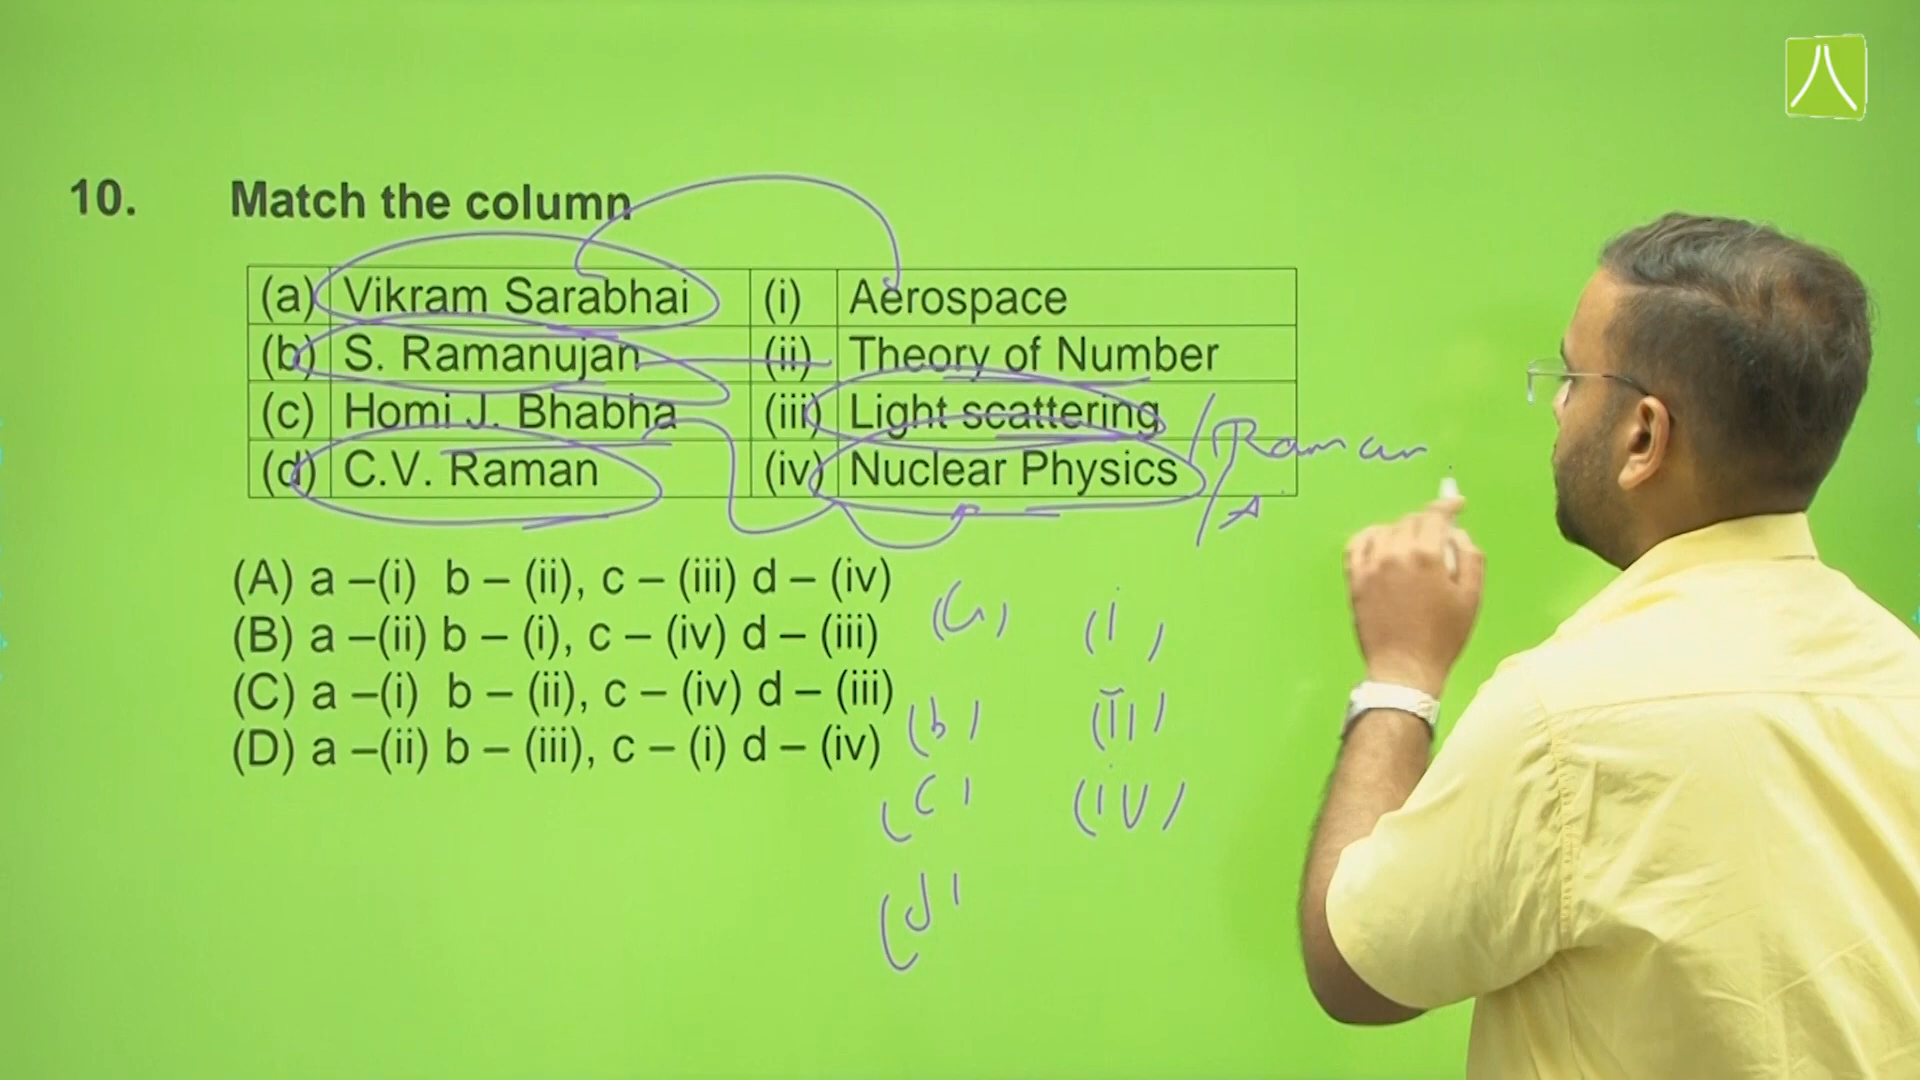 10. Match the column
(a) Vikram Sarabhai (i) Aerospace
(b) S. Ramanujan (ii) Theory of Number
(c) Homi J. Bhabha (iii) Light scattering
(d) C.V. Raman (iv) Nuclear Physics
Raman
(A) a –(i) b – (ii), c – (iii) d – (iv)
(B) a –(ii) b – (i), c – (iv) d – (iii)
(C) a –(i) b – (ii), c – (iv) d – (iii)
(D) a –(ii) b – (iii), c – (i) d – (iv)
(a) (i)
(b) (ii)
(c) (iv)
(d)